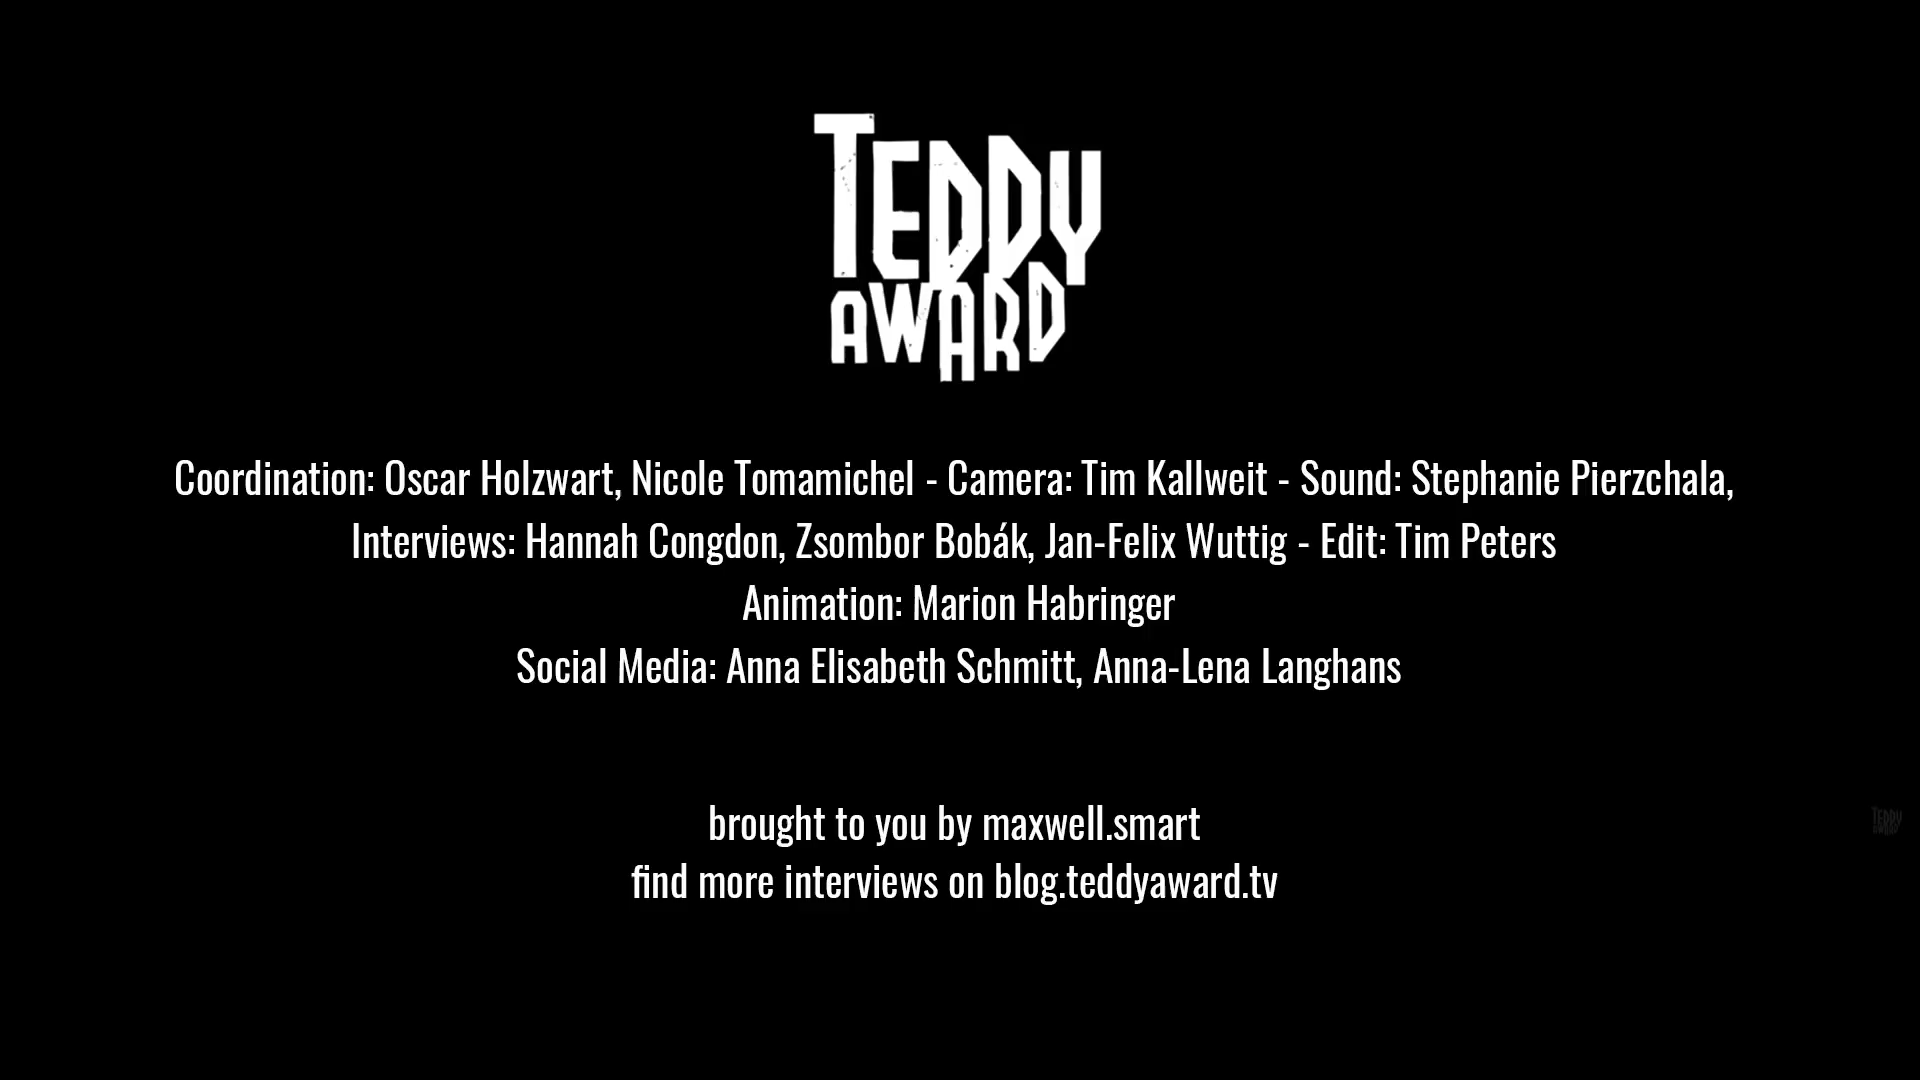 TEDDY
AWARD
Coordination: Oscar Holzwart, Nicole Tomamichel - Camera: Tim Kallweit - Sound: Stephanie Pierzchala,
Interviews: Hannah Congdon, Zsombor Bobák, Jan-Felix Wuttig - Edit: Tim Peters
Animation: Marion Habringer
Social Media: Anna Elisabeth Schmitt, Anna-Lena Langhans
brought to you by maxwell.smart
find more interviews on blog.teddyaward.tv
TEDDY
AWARD